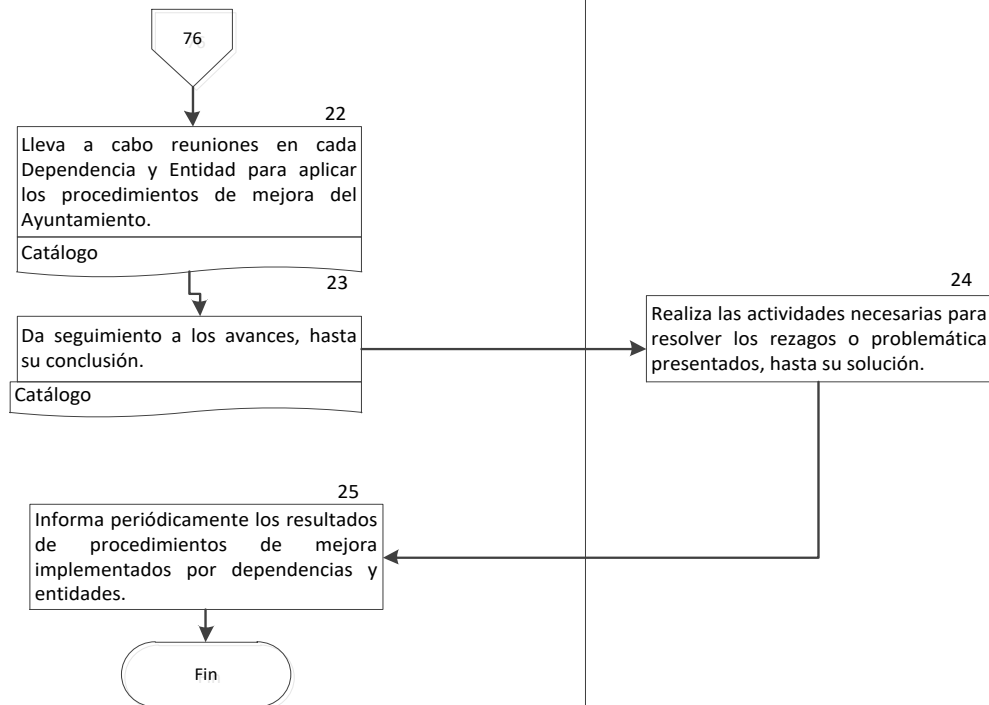 76
22
Lleva a cabo reuniones en cada
Dependencia y Entidad para aplicar
los procedimientos de mejora del
Ayuntamiento.
Catálogo
23
Da seguimiento a los avances, hasta
su conclusión.
Catálogo
24
Realiza las actividades necesarias para
resolver los rezagos o problemática
presentados, hasta su solución.
25
Informa periódicamente los resultados
de procedimientos de mejora
implementados por dependencias y
entidades.
Fin